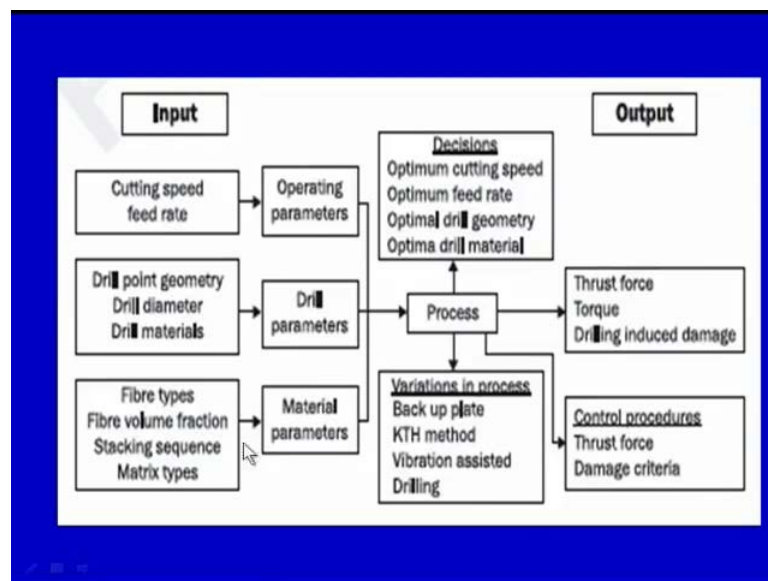 Input
Output
Cutting speed
feed rate
Operating
parameters
Decisions
Optimum cutting speed
Optimum feed rate
Optimal drill geometry
Optima drill material
Drill point geometry
Drill diameter
Drill materials
Drill
parameters
Process
Thrust force
Torque
Drilling induced damage
Fibre types
Fibre volume fraction
Stacking sequence
Matrix types
Material
parameters
Variations in process
Back up plate
KTH method
Vibration assisted
Drilling
Control procedures
Thrust force
Damage criteria